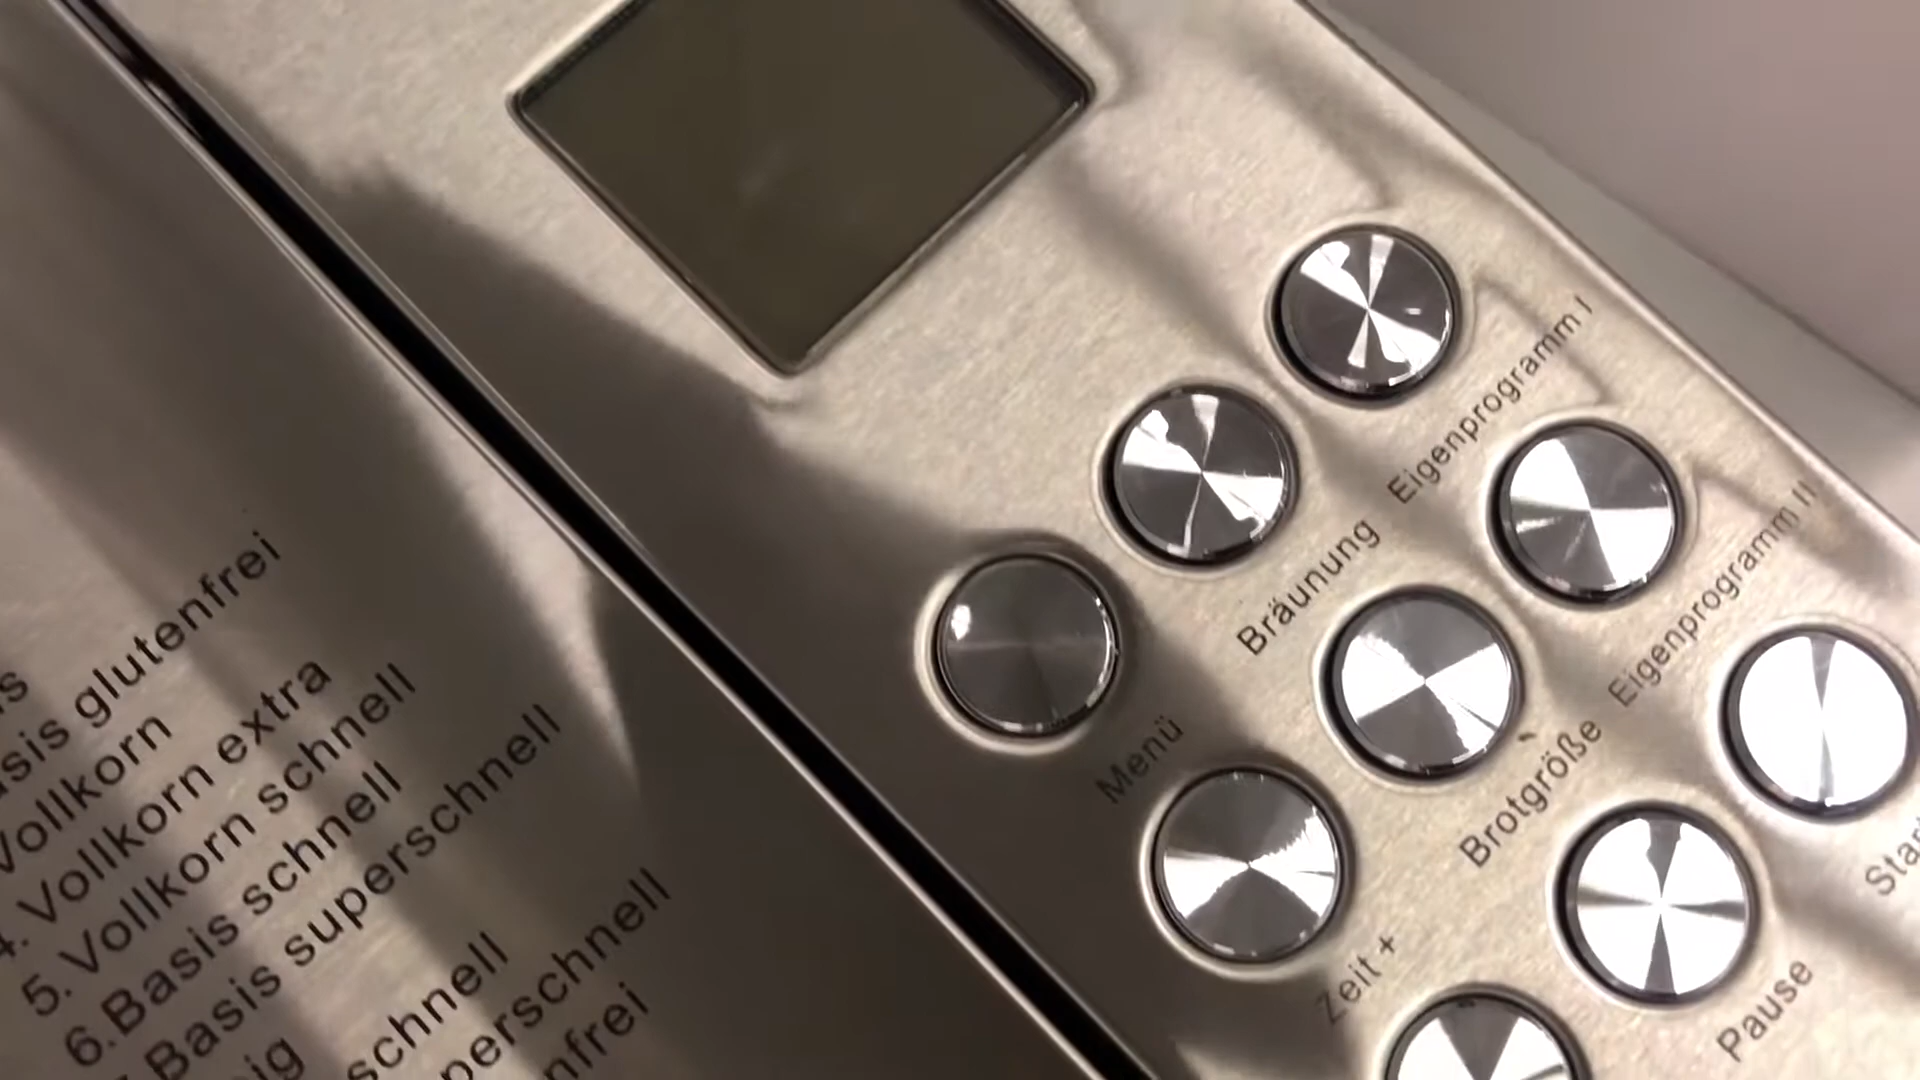 sis glutenfrei
Vollkorn
4. Vollkorn extra
5. Vollkorn schnell
6.Basis schnell
Basis superschnell
schnell
perschnell
nfrei
Eigenprogramm I
Bräunung
Eigenprogramm II
Menü
Brotgröße
Start
Zeit +
Pause